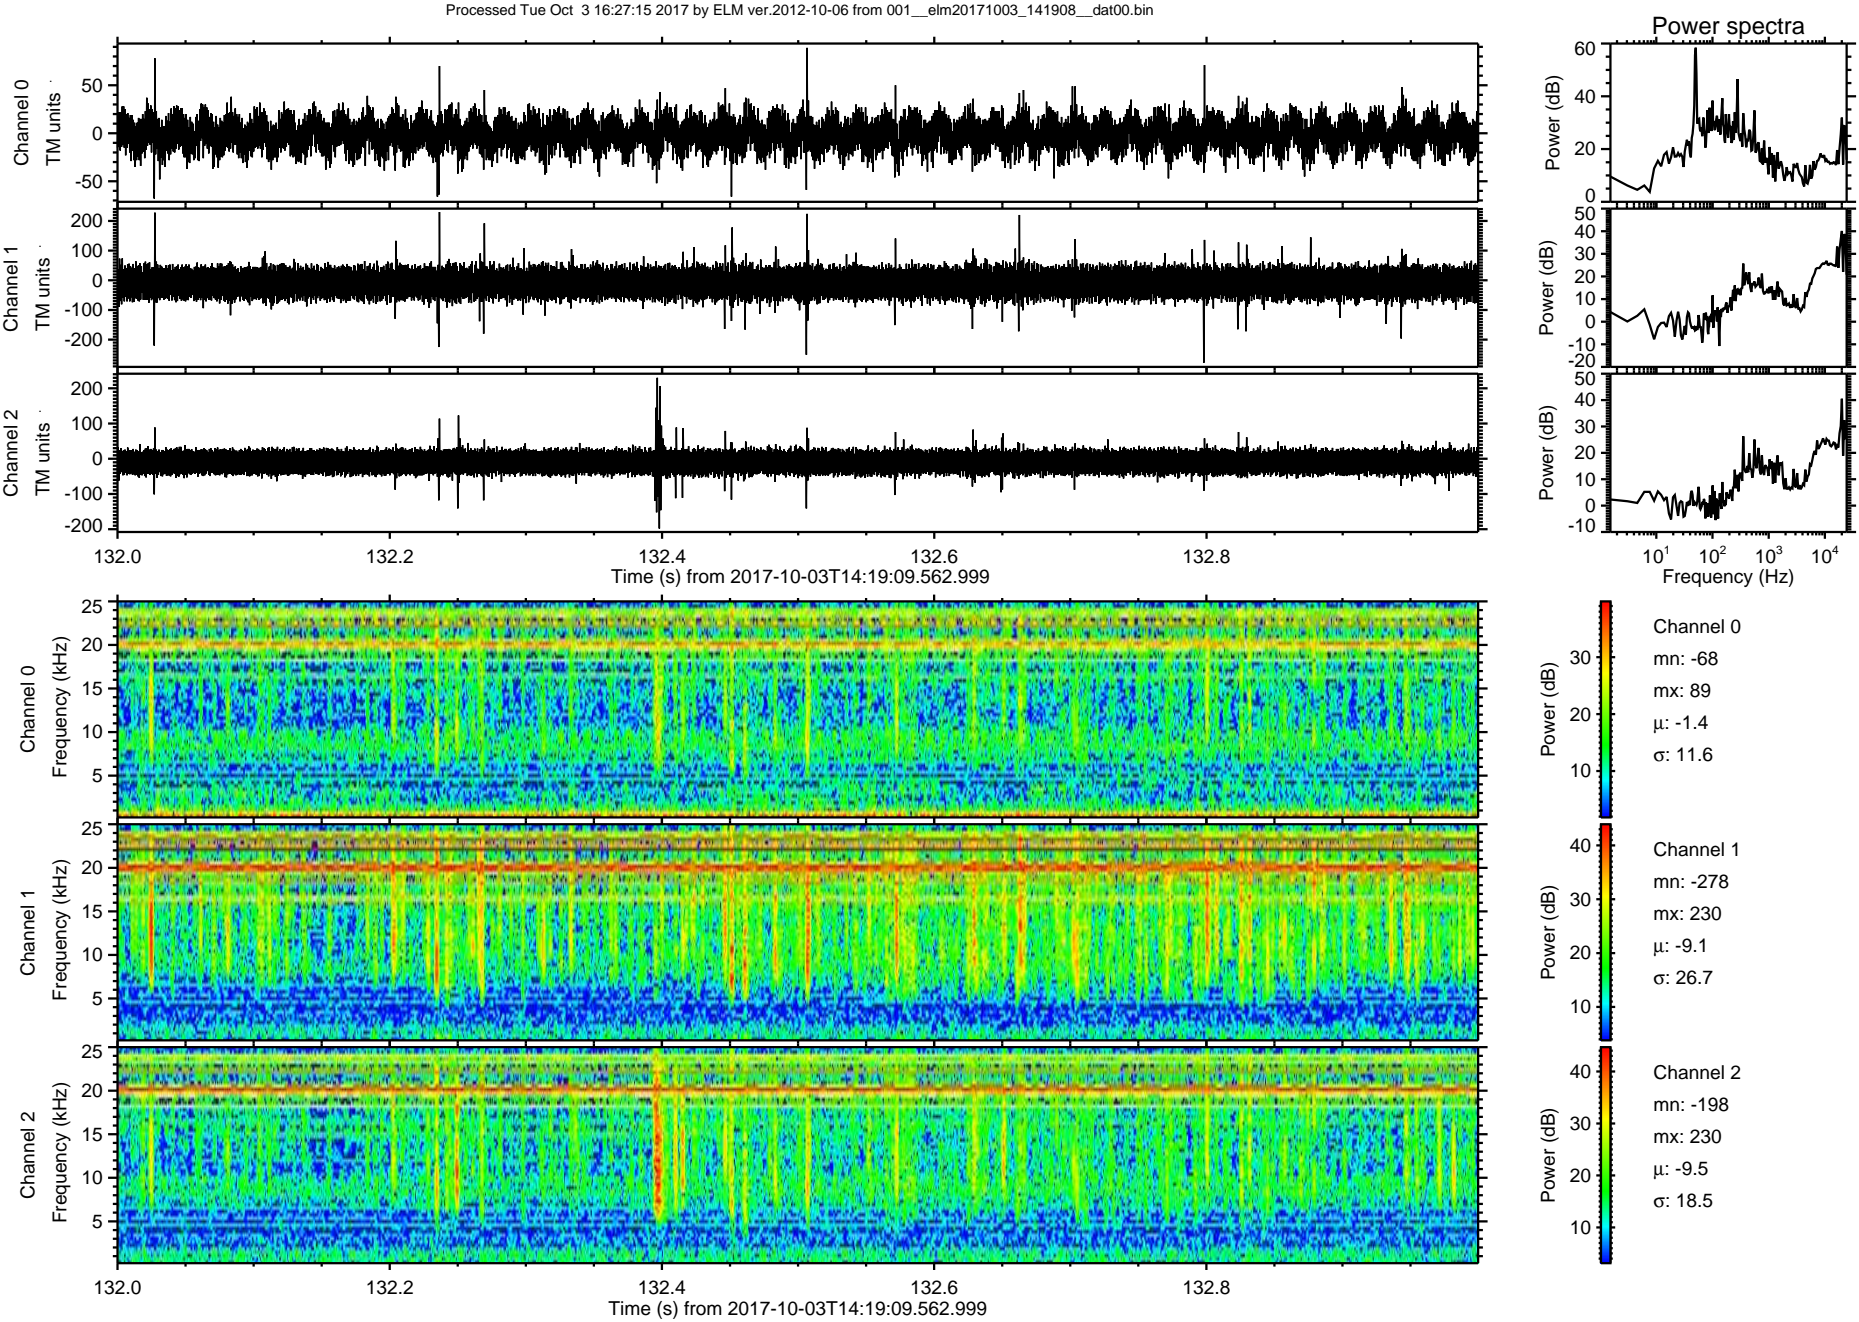 Processed Tue Oct  3 16:27:15 2017 by ELM ver.2012-10-06 from 001__elm20171003_141908__dat00.bin
Power spectra
Channel 0
TM units
50
0
-50
Power (dB)
60
40
20
0
Channel 1
TM units
200
100
0
-100
-200
Power (dB)
50
40
30
20
10
0
-10
-20
Channel 2
TM units
200
100
0
-100
-200
Power (dB)
50
40
30
20
10
0
-10
132.0 132.2 132.4 132.6 132.8
Time (s) from 2017-10-03T14:19:09.562.999
10¹ 10² 10³ 10⁴
Frequency (Hz)
Channel 0
Frequency (kHz)
25
20
15
10
5
Power (dB)
30
20
10
Channel 0
mn: -68
mx: 89
μ: -1.4
σ: 11.6
Channel 1
Frequency (kHz)
25
20
15
10
5
Power (dB)
40
30
20
10
Channel 1
mn: -278
mx: 230
μ: -9.1
σ: 26.7
Channel 2
Frequency (kHz)
25
20
15
10
5
Power (dB)
40
30
20
10
Channel 2
mn: -198
mx: 230
μ: -9.5
σ: 18.5
132.0 132.2 132.4 132.6 132.8
Time (s) from 2017-10-03T14:19:09.562.999